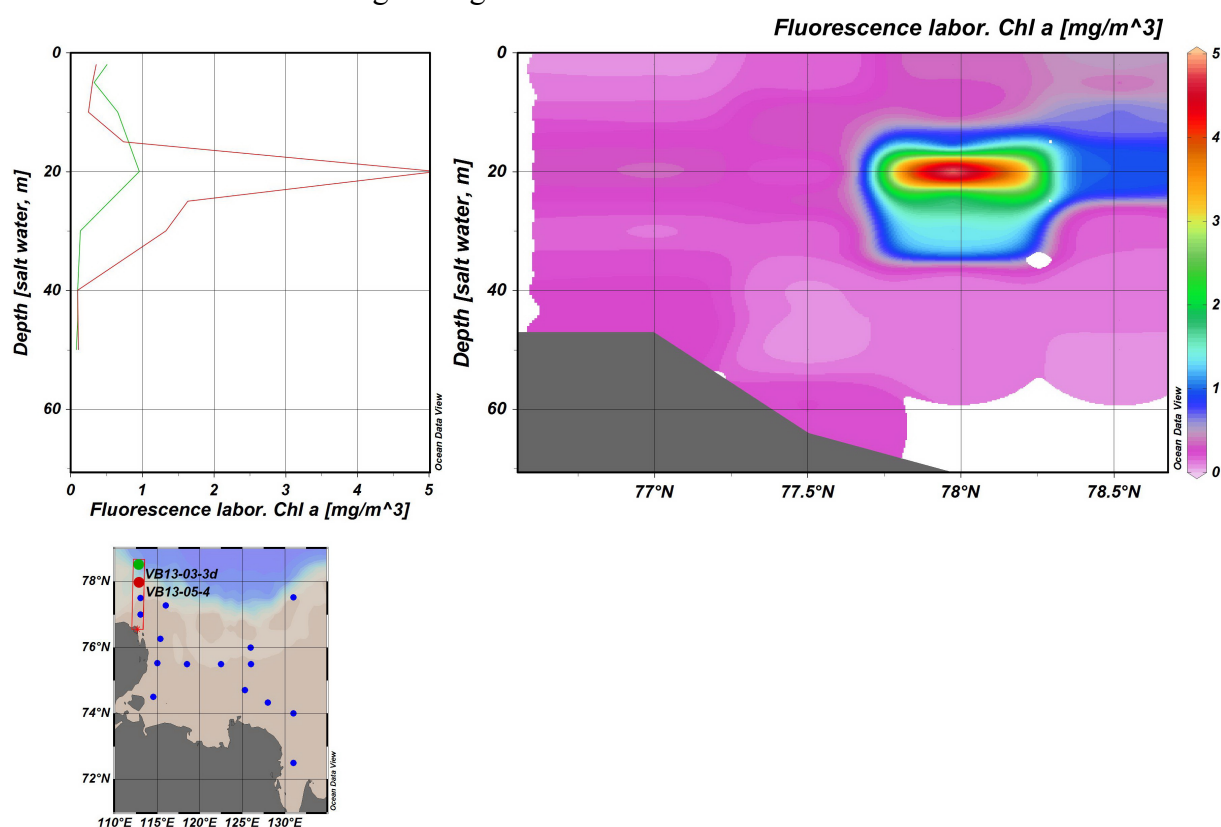 Fluorescence labor. Chl a [mg/m^3]
0
20
40
60
Depth [salt water, m]
0
1
2
3
4
5
Fluorescence labor. Chl a [mg/m^3]
Ocean Data View
0
20
40
60
Depth [salt water, m]
77°N
77.5°N
78°N
78.5°N
Ocean Data View
5
4
3
2
1
0
VB13-03-3d
VB13-05-4
78°N
76°N
74°N
72°N
110°E 115°E 120°E 125°E 130°E
Ocean Data View